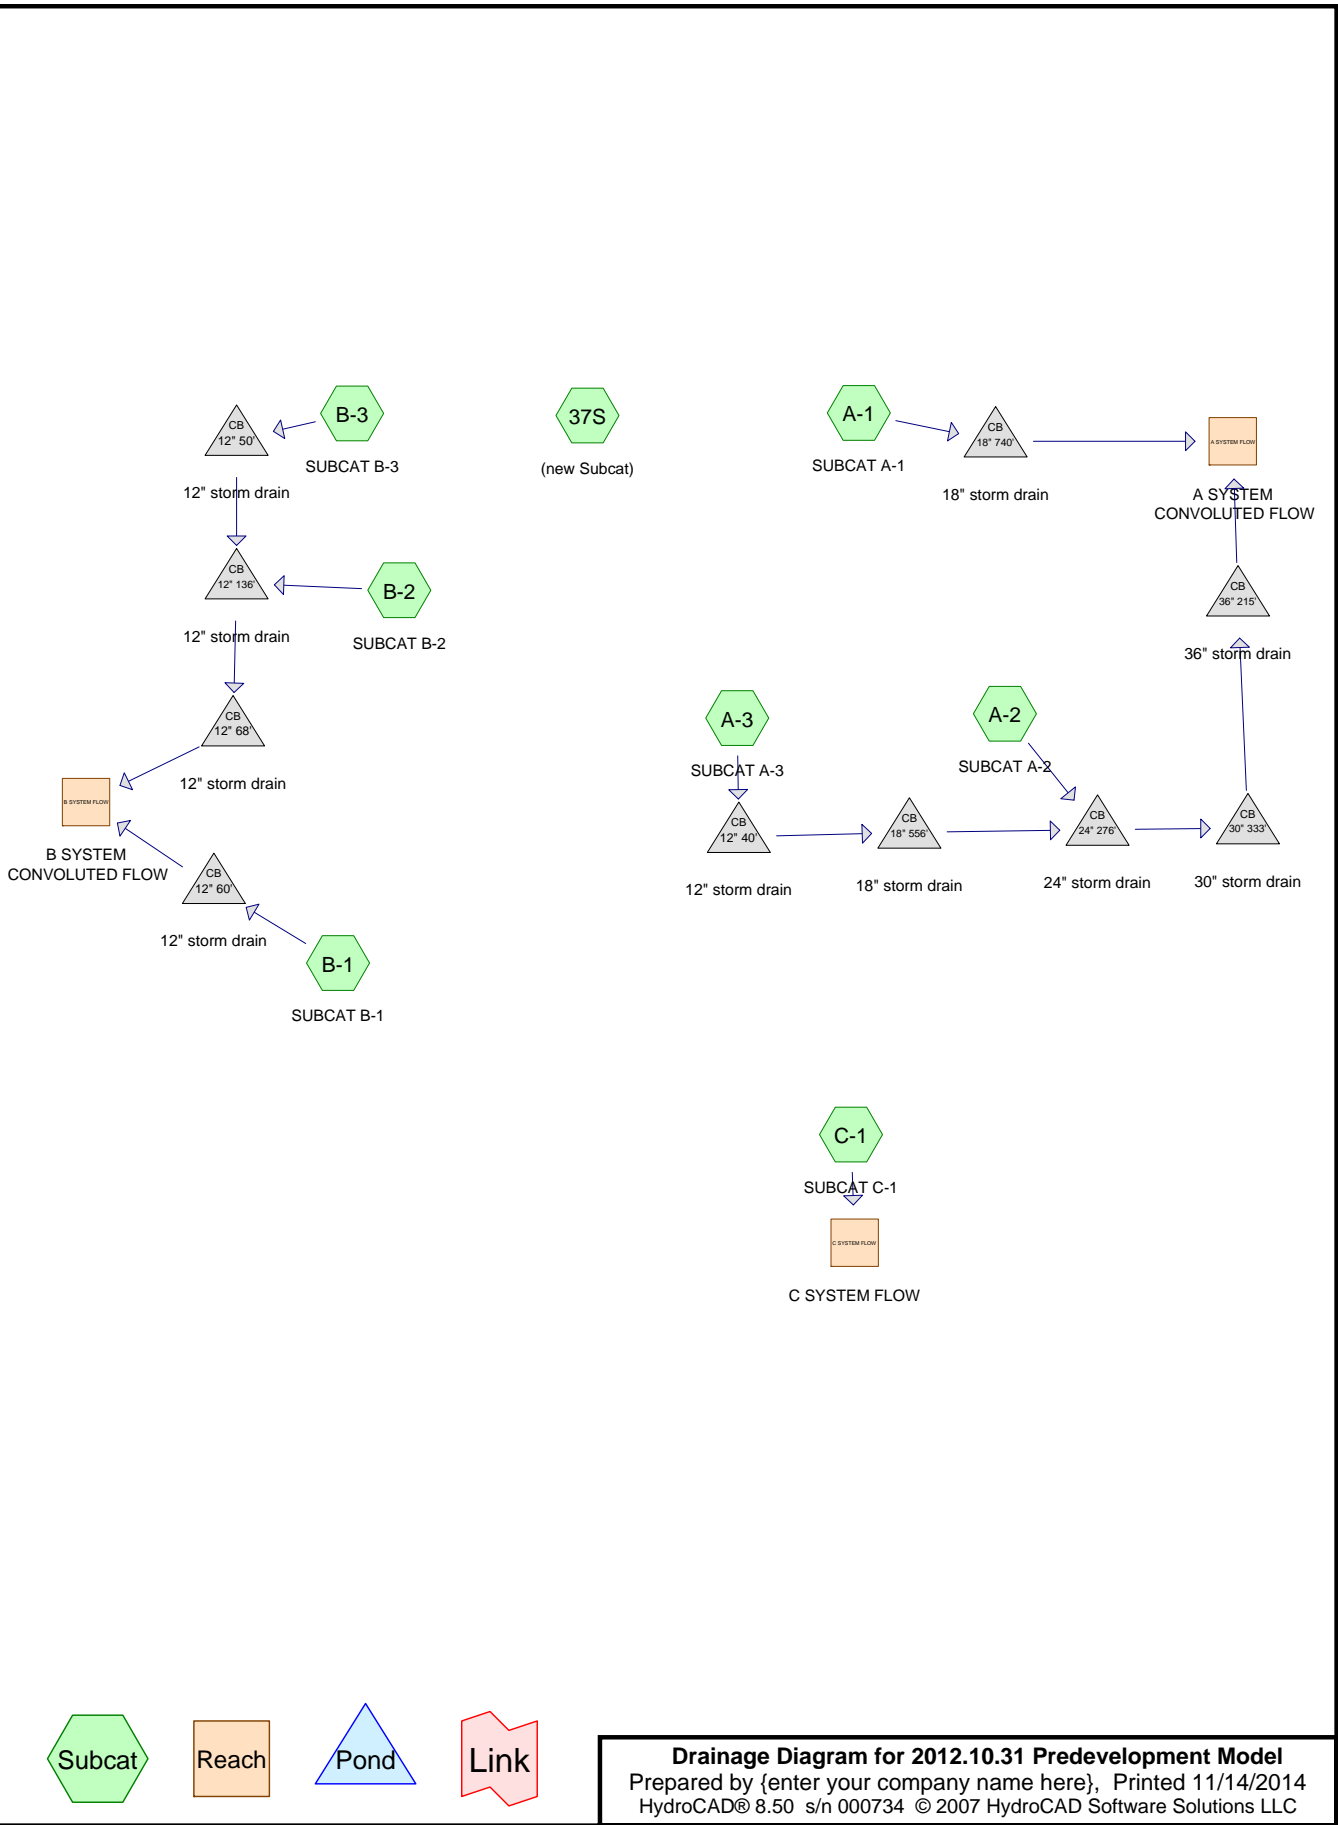 CB
12" 50'
12" storm drain
B-3
SUBCAT B-3
37S
(new Subcat)
A-1
SUBCAT A-1
CB
18" 740'
18" storm drain
A SYSTEM FLOW
A SYSTEM
CONVOLUTED FLOW
CB
12" 136'
12" storm drain
B-2
SUBCAT B-2
CB
36" 215'
36" storm drain
CB
12" 68'
12" storm drain
A-3
SUBCAT A-3
A-2
SUBCAT A-2
B SYSTEM FLOW
B SYSTEM
CONVOLUTED FLOW
CB
12" 40'
12" storm drain
CB
18" 556'
18" storm drain
CB
24" 276'
24" storm drain
CB
30" 333'
30" storm drain
CB
12" 60'
12" storm drain
B-1
SUBCAT B-1
C-1
SUBCAT C-1
C SYSTEM FLOW
C SYSTEM FLOW
Subcat
Reach
Pond
Link
Drainage Diagram for 2012.10.31 Predevelopment Model
Prepared by {enter your company name here}, Printed 11/14/2014
HydroCAD® 8.50 s/n 000734 © 2007 HydroCAD Software Solutions LLC